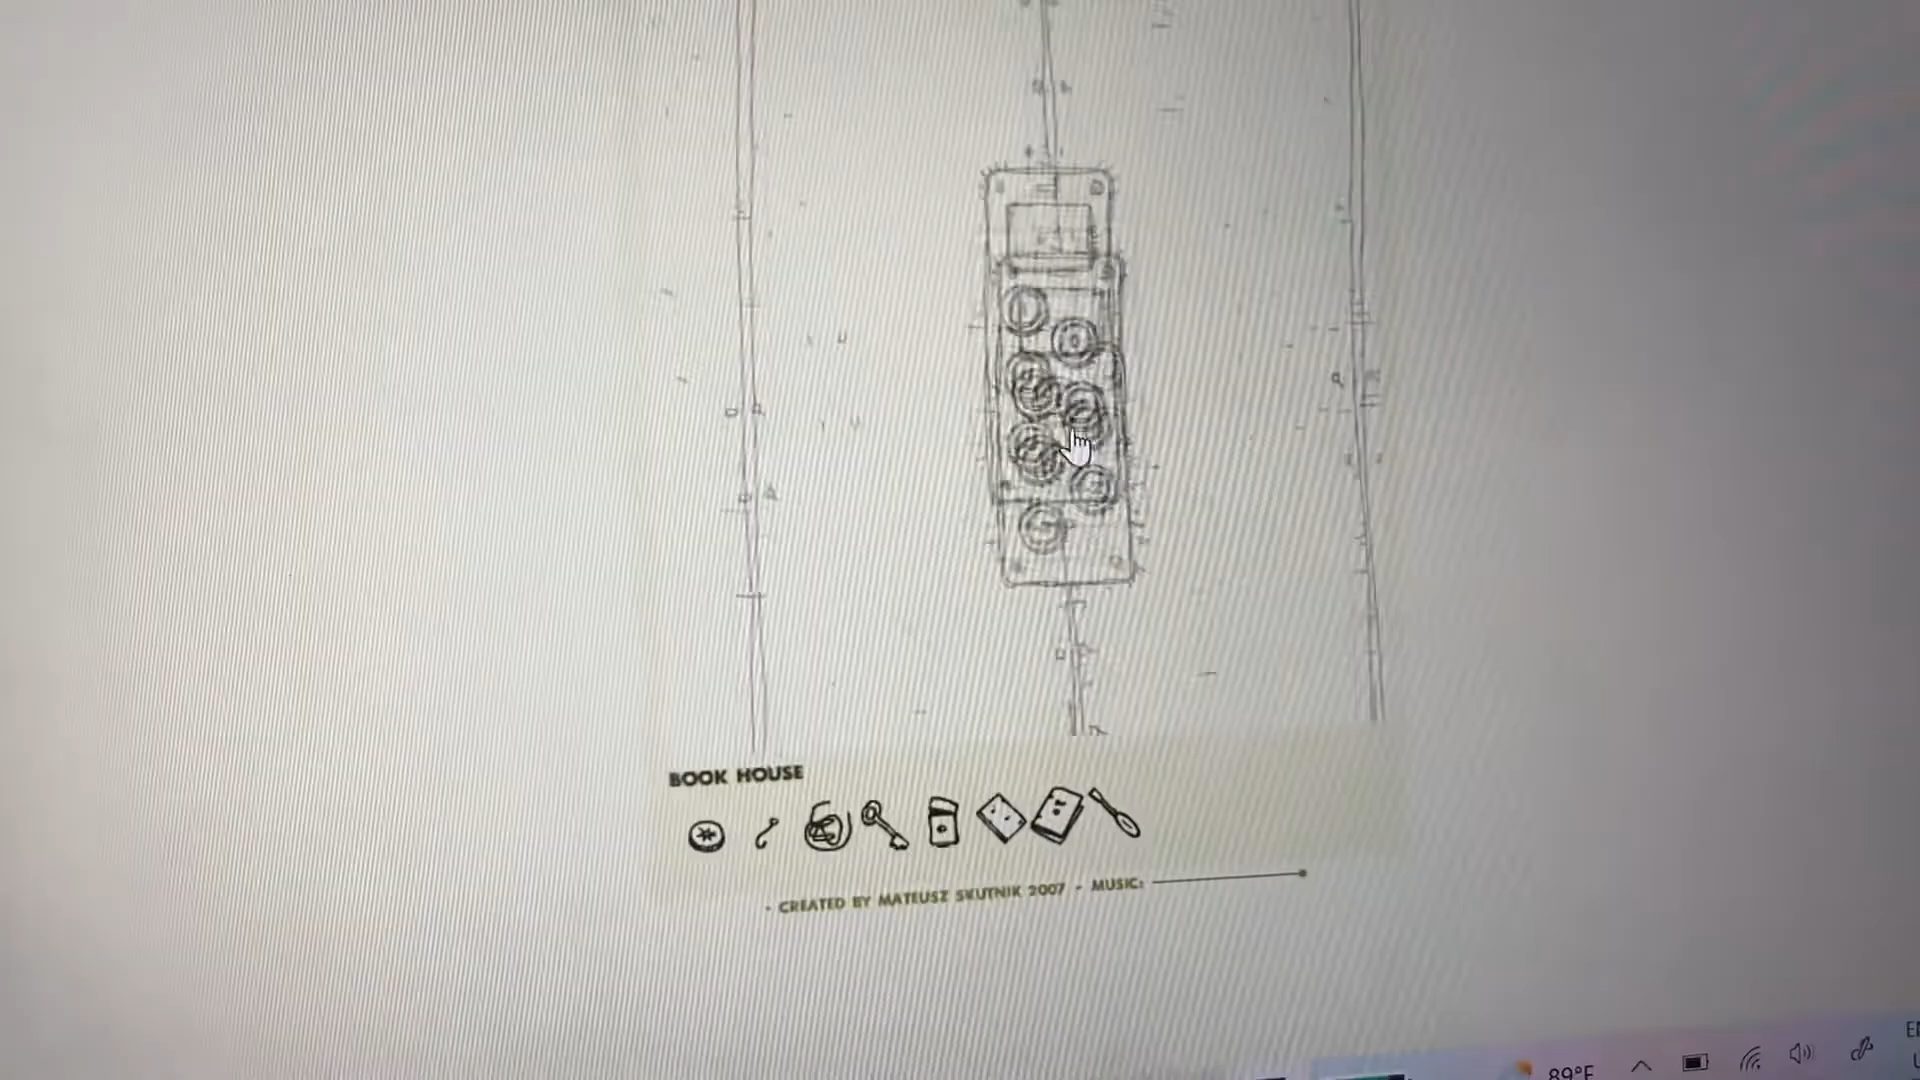 BOOK HOUSE
- CREATED BY MATEUSZ SKUTNIK 2007 - MUSIC:
89°F